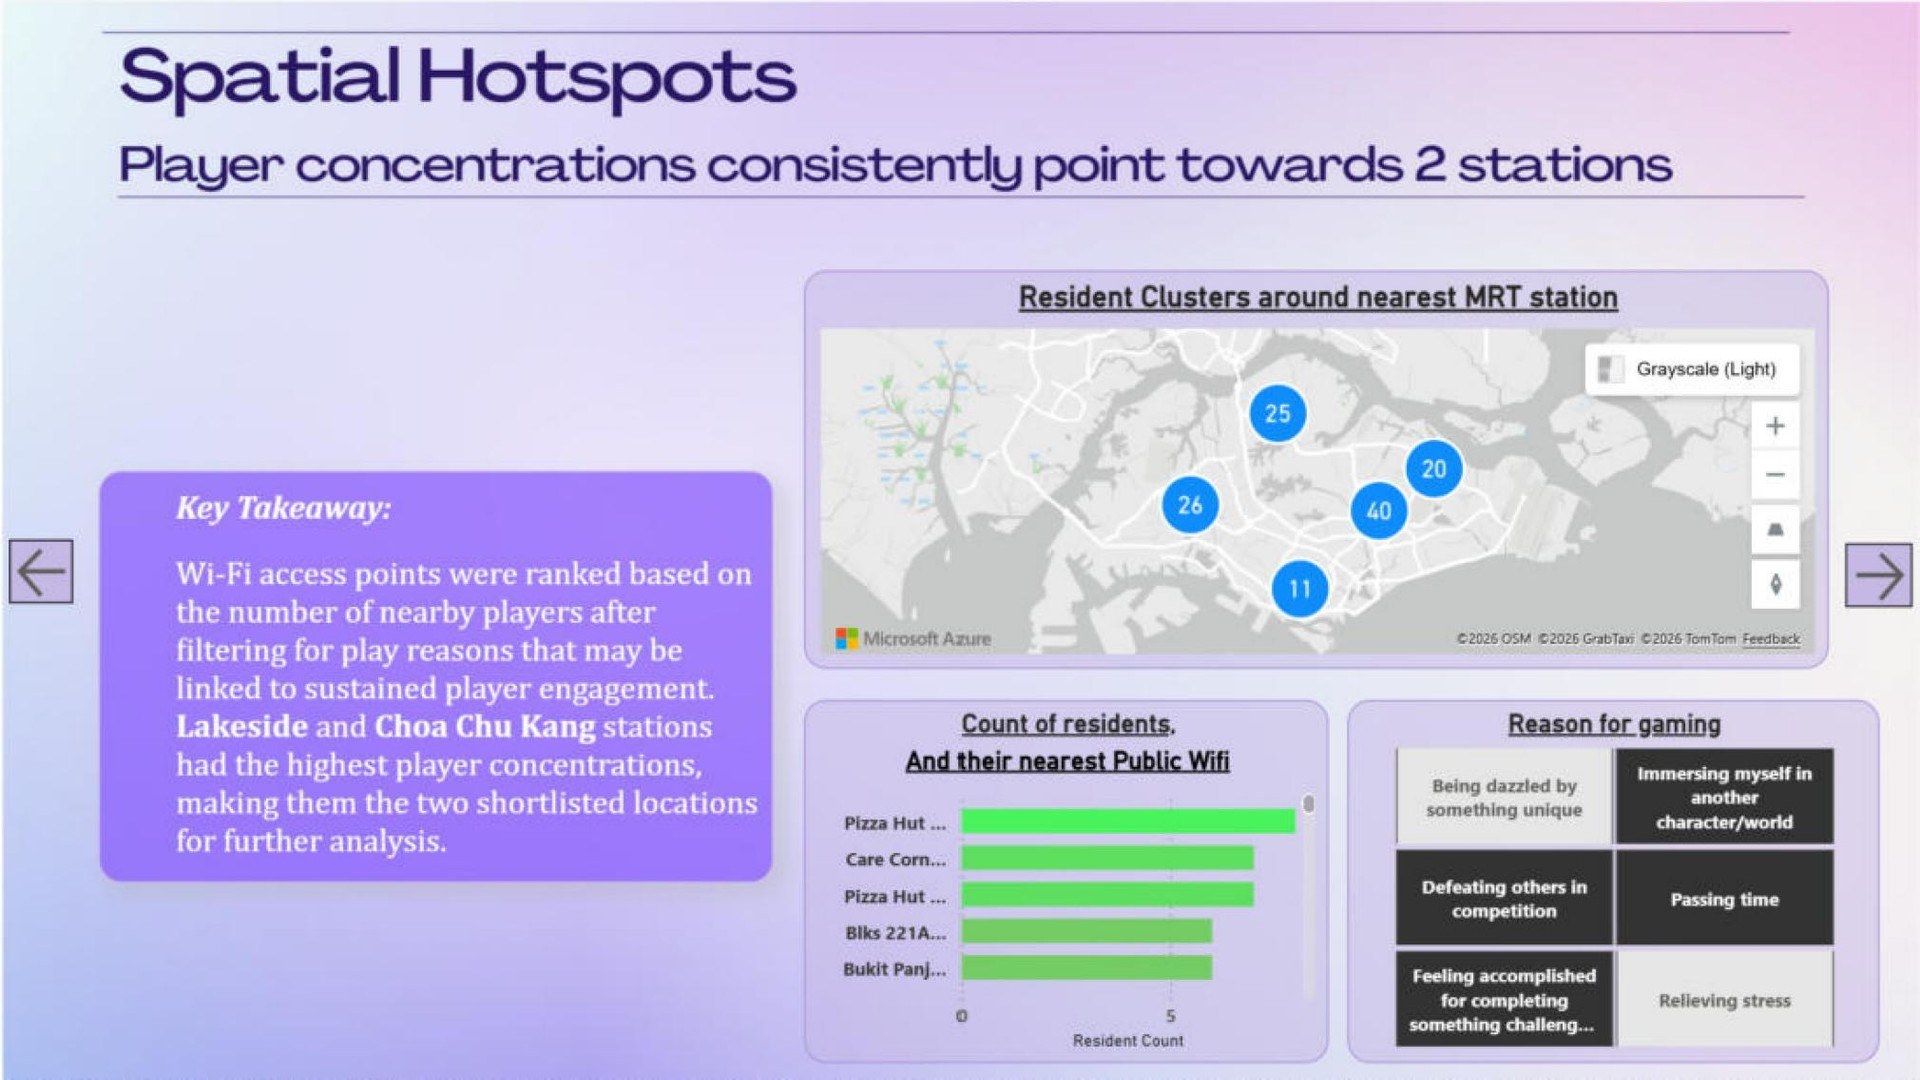 Spatial Hotspots
Player concentrations consistently point towards 2 stations
Key Takeaway:
Wi-Fi access points were ranked based on
the number of nearby players after
filtering for play reasons that may be
linked to sustained player engagement.
Lakeside and Choa Chu Kang stations
had the highest player concentrations,
making them the two shortlisted locations
for further analysis.
Resident Clusters around nearest MRT station
Grayscale (Light)
25
20
26
40
11
Microsoft Azure
©2026 OSM ©2026 GrabTaxi ©2026 TomTom Feedback
Count of residents,
And their nearest Public Wifi
Pizza Hut ...
Care Corn...
Pizza Hut ...
Blks 221A...
Bukit Panj...
0
5
Resident Count
Reason for gaming
Being dazzled by
something unique
Immersing myself in
another
character/world
Defeating others in
competition
Passing time
Feeling accomplished
for completing
something challeng...
Relieving stress